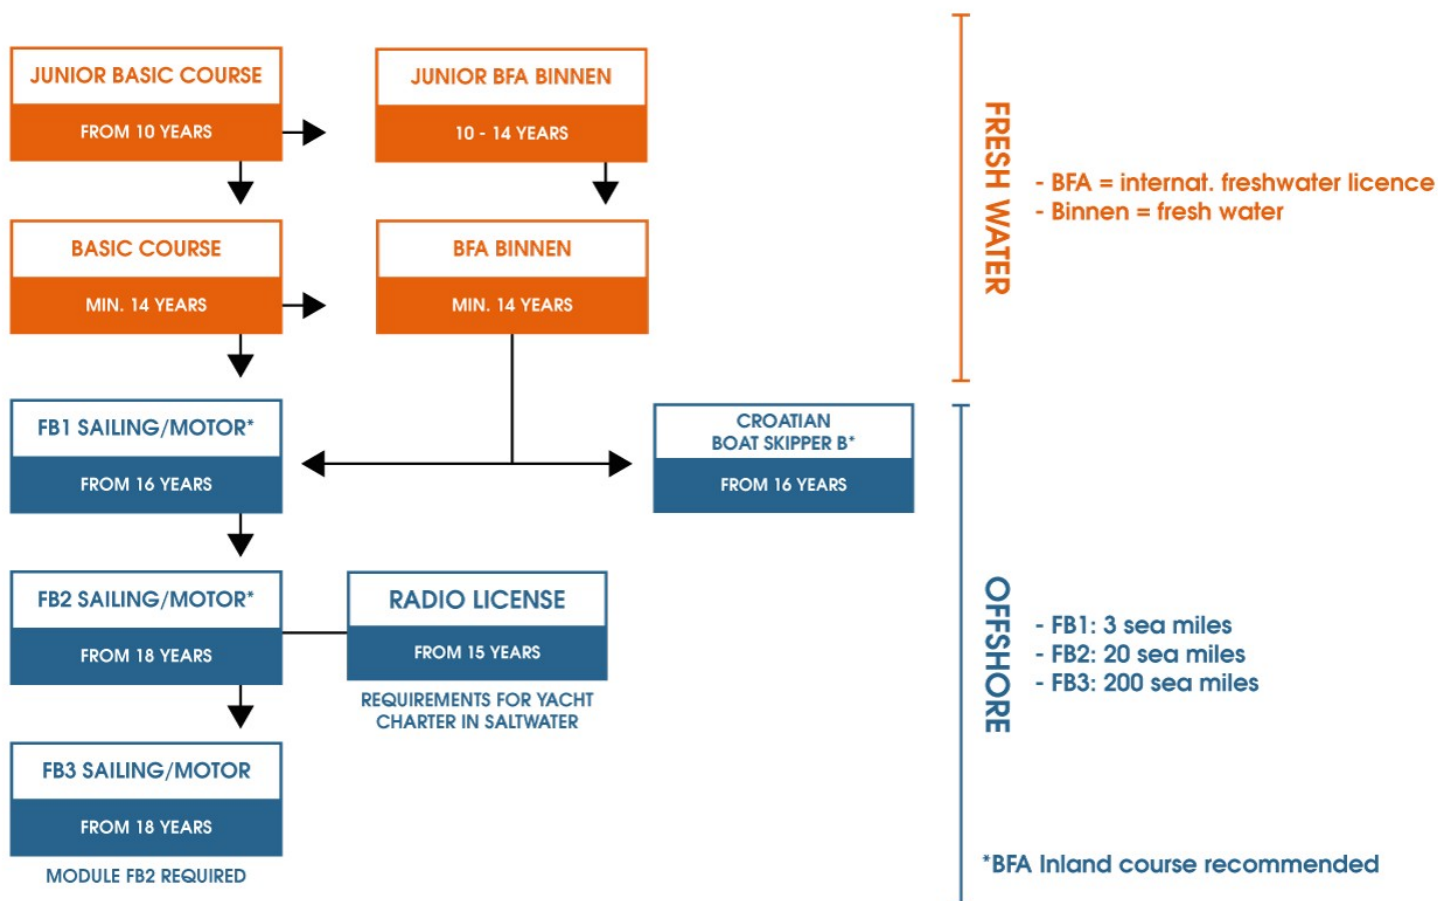 JUNIOR BASIC COURSE
FROM 10 YEARS
JUNIOR BFA BINNEN
10 - 14 YEARS
BASIC COURSE
MIN. 14 YEARS
BFA BINNEN
MIN. 14 YEARS
FRESH WATER
- BFA = internat. freshwater licence
- Binnen = fresh water
FB1 SAILING/MOTOR*
FROM 16 YEARS
CROATIAN
BOAT SKIPPER B*
FROM 16 YEARS
FB2 SAILING/MOTOR*
FROM 18 YEARS
RADIO LICENSE
FROM 15 YEARS
REQUIREMENTS FOR YACHT
CHARTER IN SALTWATER
FB3 SAILING/MOTOR
FROM 18 YEARS
MODULE FB2 REQUIRED
OFFSHORE
- FB1: 3 sea miles
- FB2: 20 sea miles
- FB3: 200 sea miles
*BFA Inland course recommended